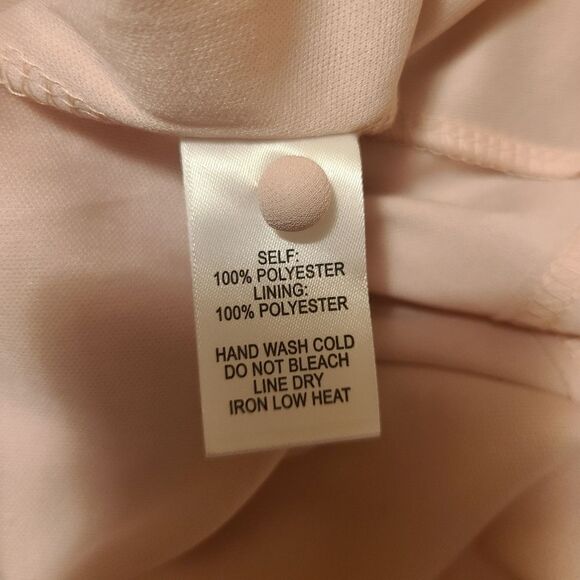 SELF:
100% POLYESTER
LINING:
100% POLYESTER
HAND WASH COLD
DO NOT BLEACH
LINE DRY
IRON LOW HEAT